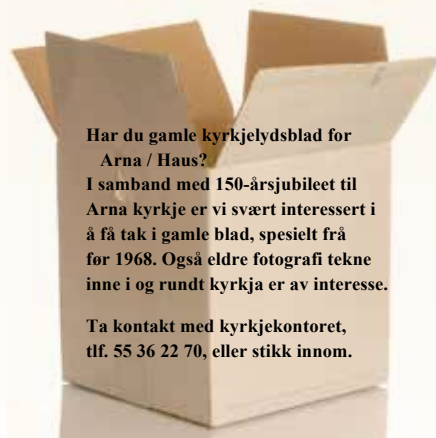 Har du gamle kyrkjelydsblad for
Arna / Haus?
I samband med 150-årsjubileet til
Arna kyrkje er vi svært interessert i
å få tak i gamle blad, spesielt frå
før 1968. Også eldre fotografi tekne
inne i og rundt kyrkja er av interesse.
Ta kontakt med kyrkjekontoret,
tlf. 55 36 22 70, eller stikk innom.